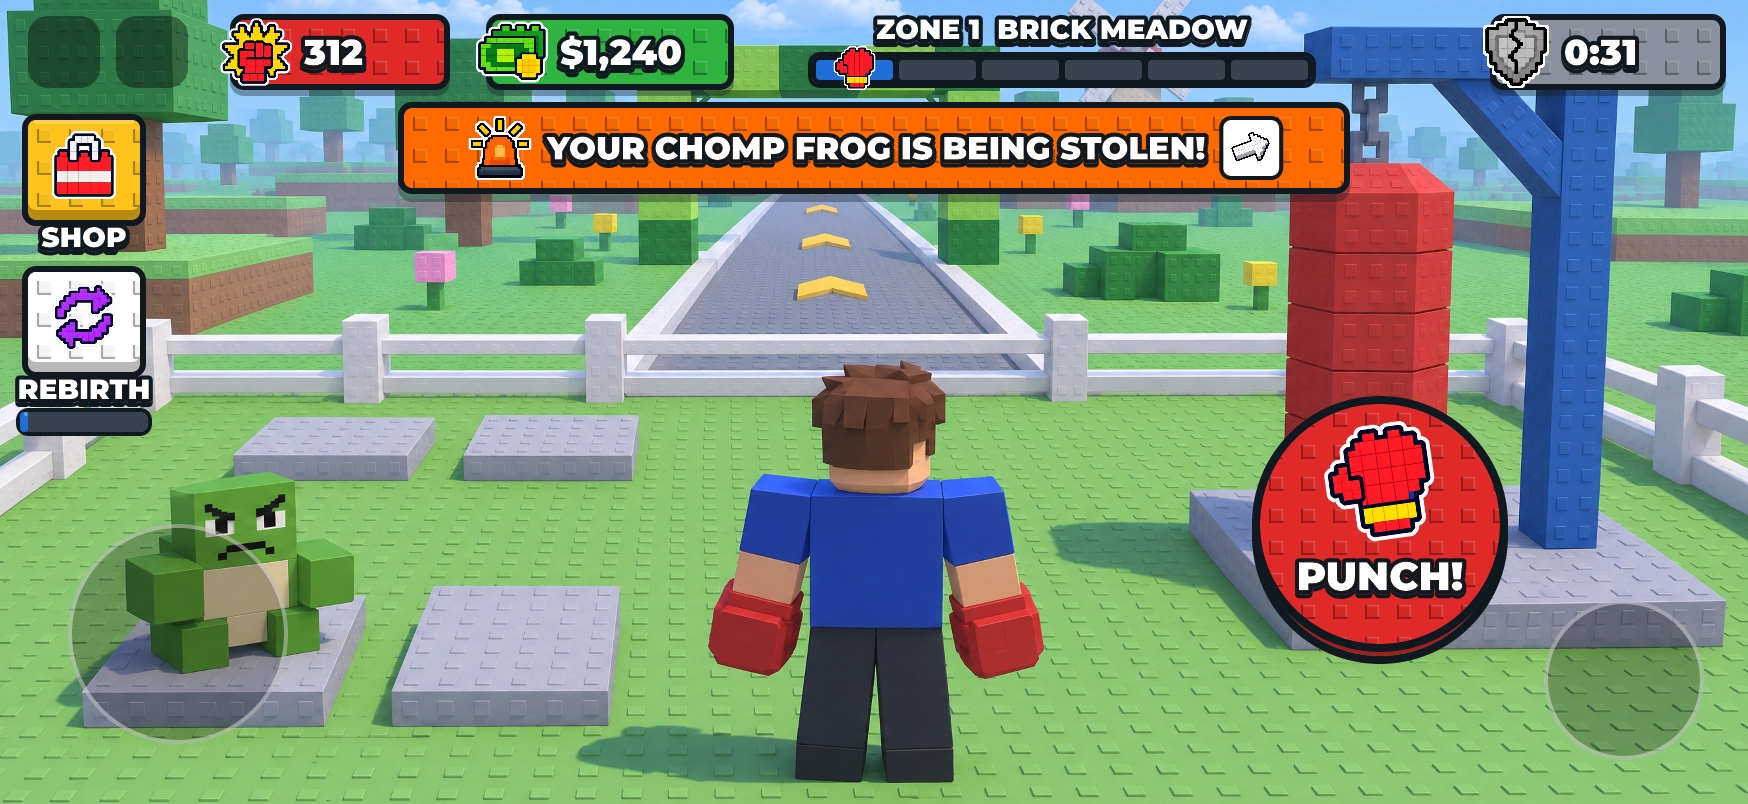 312
$1,240
ZONE 1 BRICK MEADOW
0:31
YOUR CHOMP FROG IS BEING STOLEN!
SHOP
REBIRTH
PUNCH!